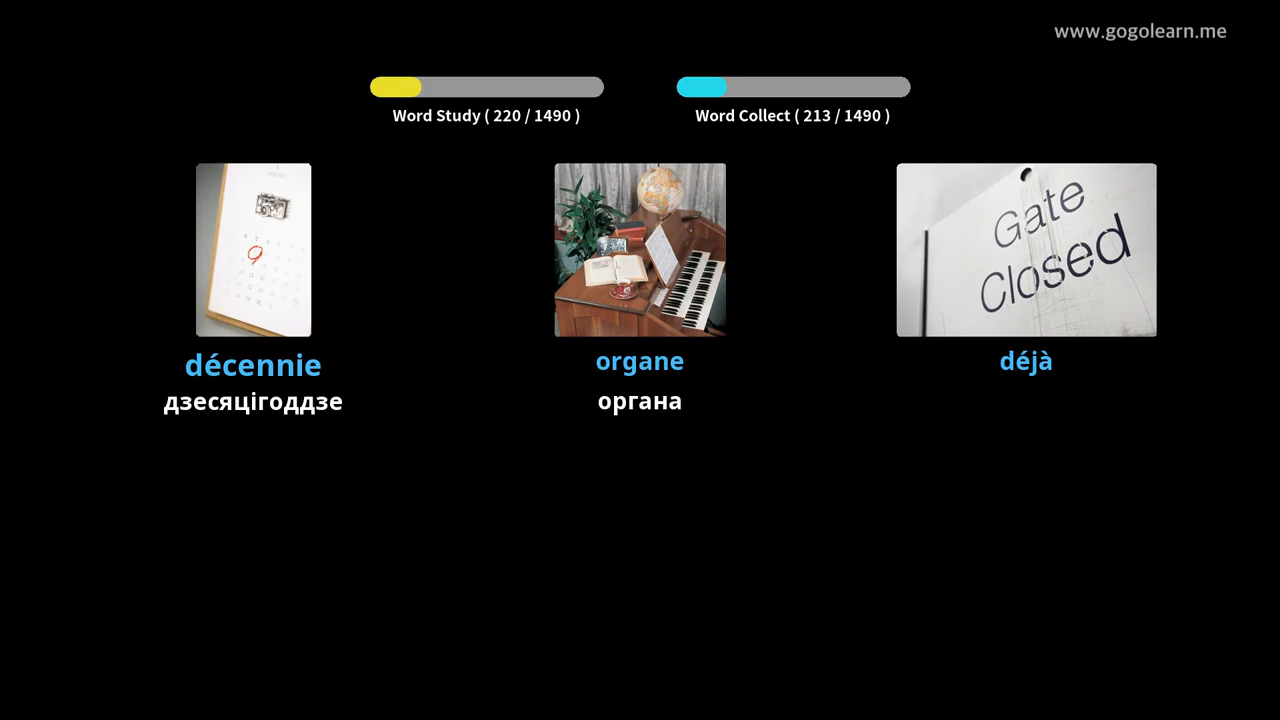 www.gogolearn.me
Word Study ( 220 / 1490 )
Word Collect ( 213 / 1490 )
Gate
Closed
décennie
organe
déjà
дзесяцігоддзе
органа